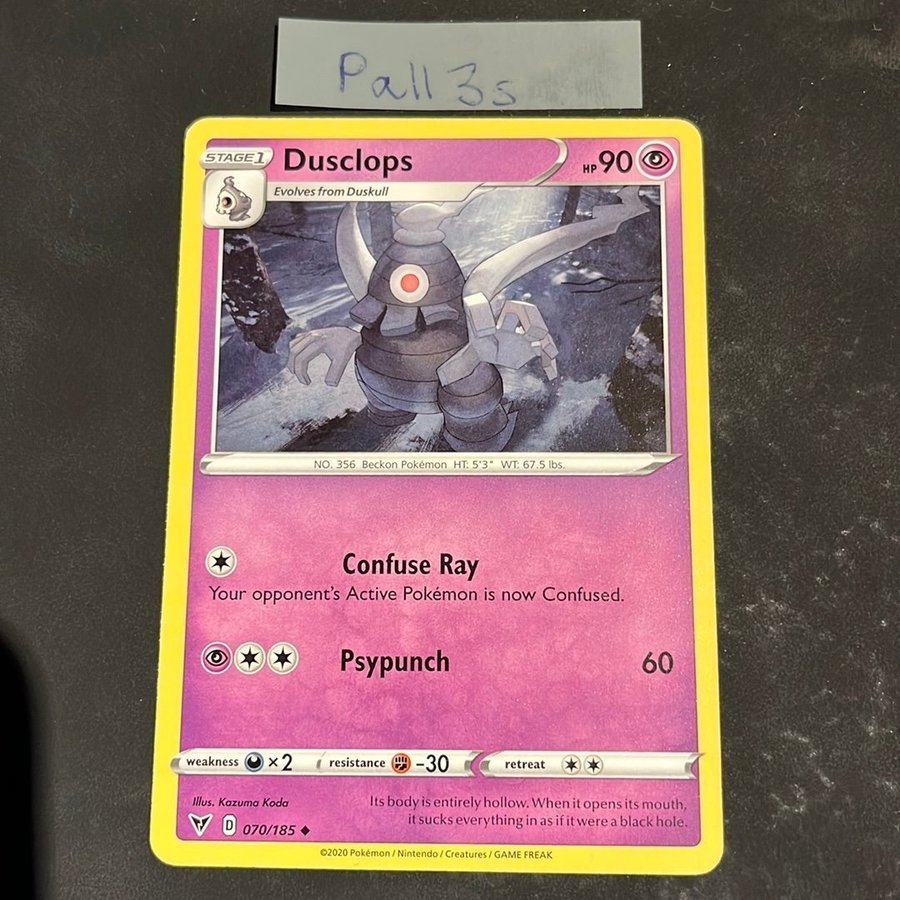 Pall3s
STAGE1 Dusclops HP90
Evolves from Duskull
NO. 356 Beckon Pokémon HT: 5'3" WT: 67.5 lbs.
Confuse Ray
Your opponent's Active Pokémon is now Confused.
Psypunch 60
weakness ×2 resistance -30 retreat
Illus. Kazuma Koda
Its body is entirely hollow. When it opens its mouth,
it sucks everything in as if it were a black hole.
D 070/185
©2020 Pokémon / Nintendo / Creatures / GAME FREAK